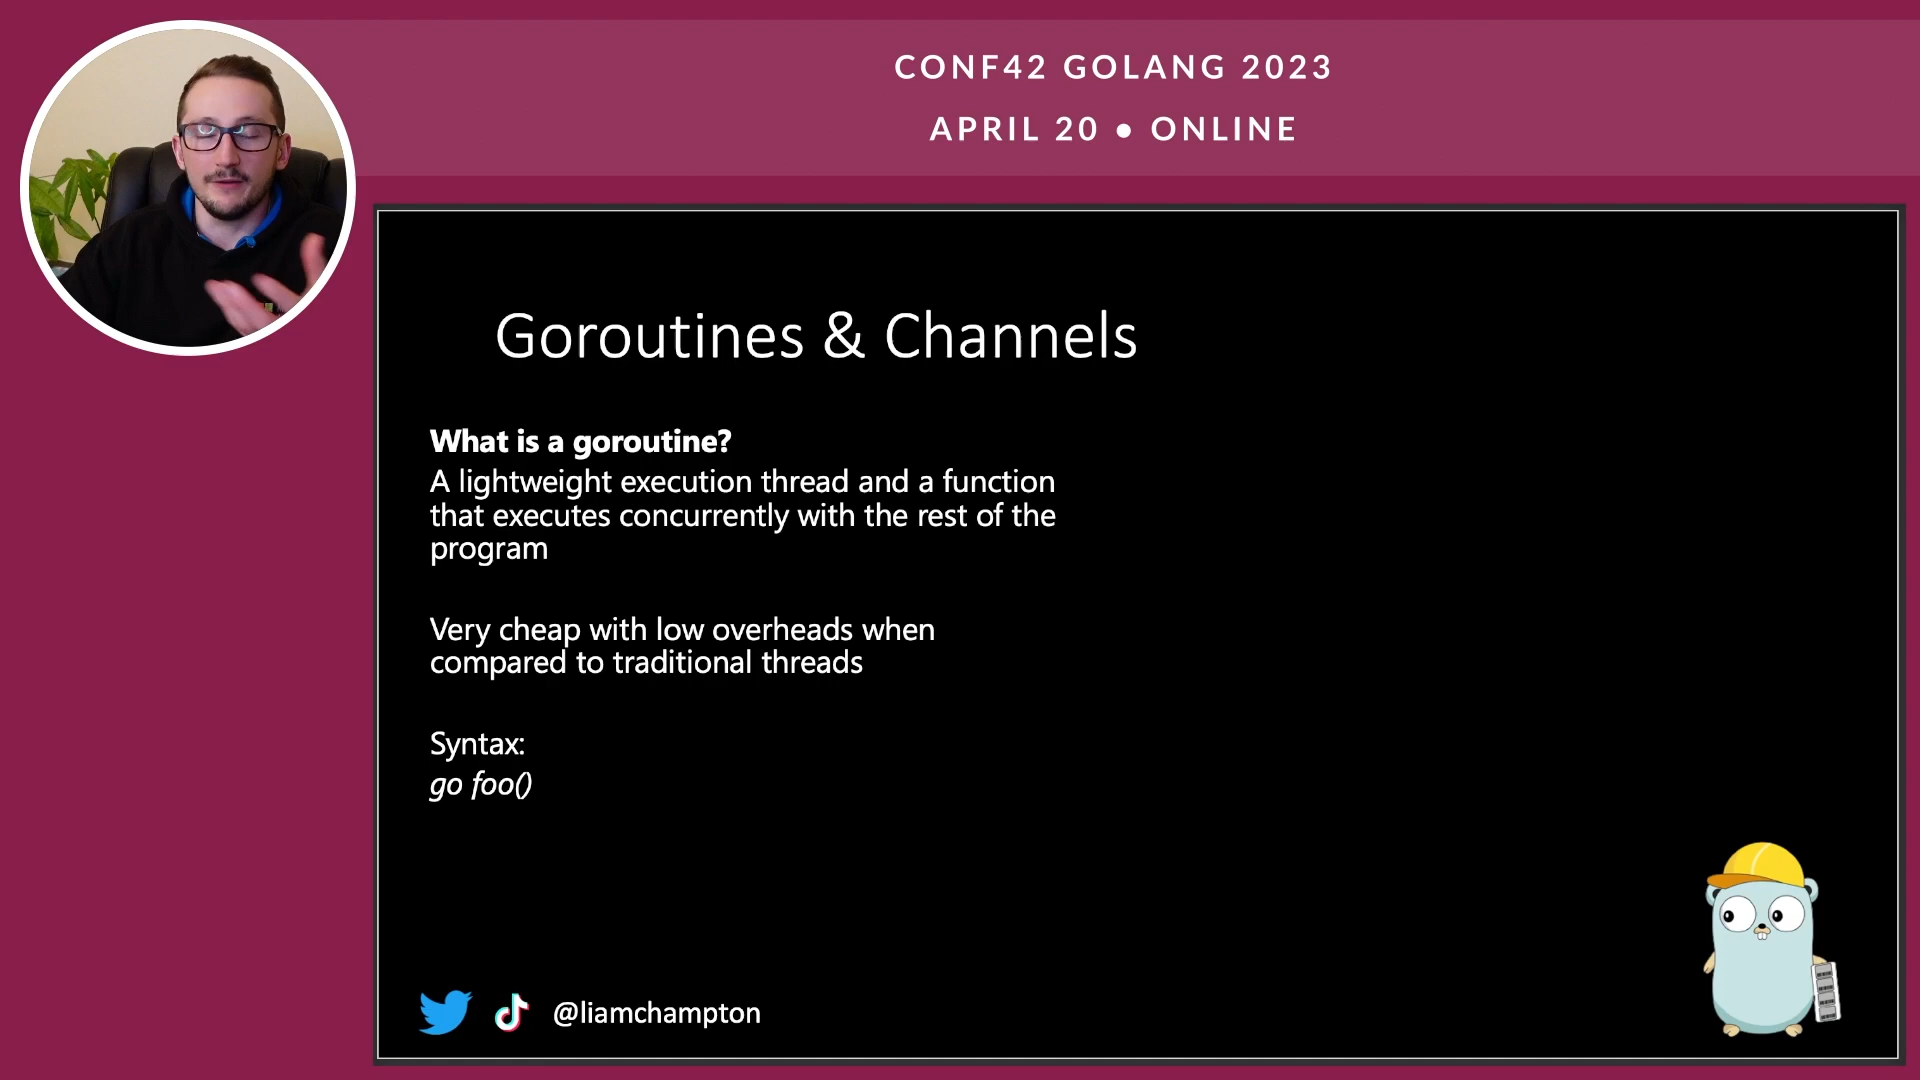 CONF42 GOLANG 2023
APRIL 20 ● ONLINE
Goroutines & Channels
What is a goroutine?
A lightweight execution thread and a function
that executes concurrently with the rest of the
program
Very cheap with low overheads when
compared to traditional threads
Syntax:
go foo()
@liamchampton